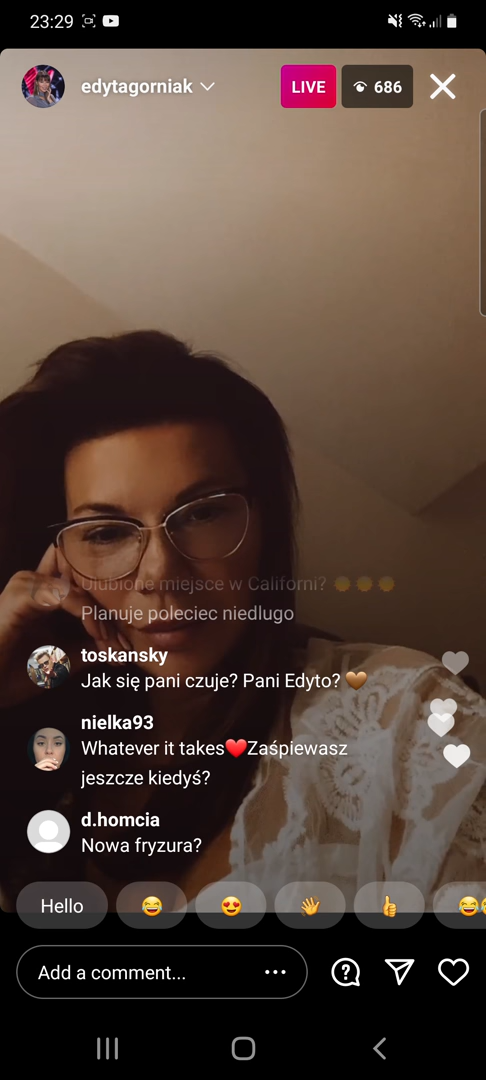 23:29
edytagorniak
LIVE
686
Ulubione miejsce w Californi?
Planuje poleciec niedlugo
toskansky
Jak się pani czuje? Pani Edyto? 🤎
nielka93
Whatever it takes❤️Zaśpiewasz
jeszcze kiedyś?
d.homcia
Nowa fryzura?
Hello
Add a comment...